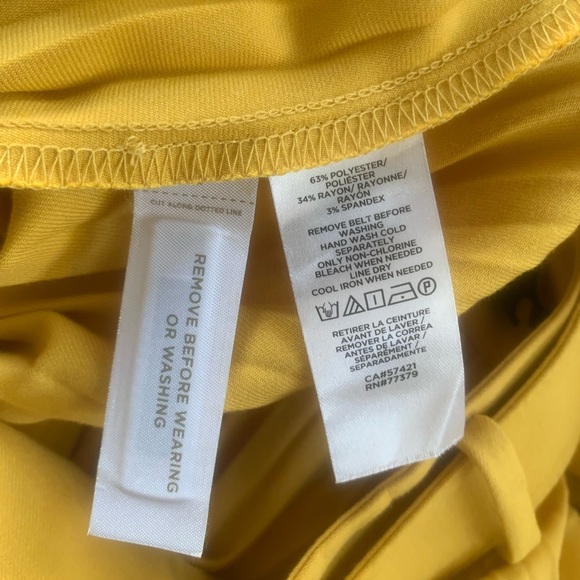 CUT ALONG DOTTED LINE
REMOVE BEFORE WEARING
OR WASHING
63% POLYESTER/
POLIÉSTER
34% RAYON/ RAYONNE/
RAYÓN
3% SPANDEX
REMOVE BELT BEFORE
WASHING
HAND WASH COLD
SEPARATELY
ONLY NON-CHLORINE
BLEACH WHEN NEEDED
LINE DRY
COOL IRON WHEN NEEDED
P
RETIRER LA CEINTURE
AVANT DE LAVER/
REMOVER LA CORREA
ANTES DE LAVAR/
SÉPARÉMENT/
SEPARADAMENTE
CA#57421
RN#77379